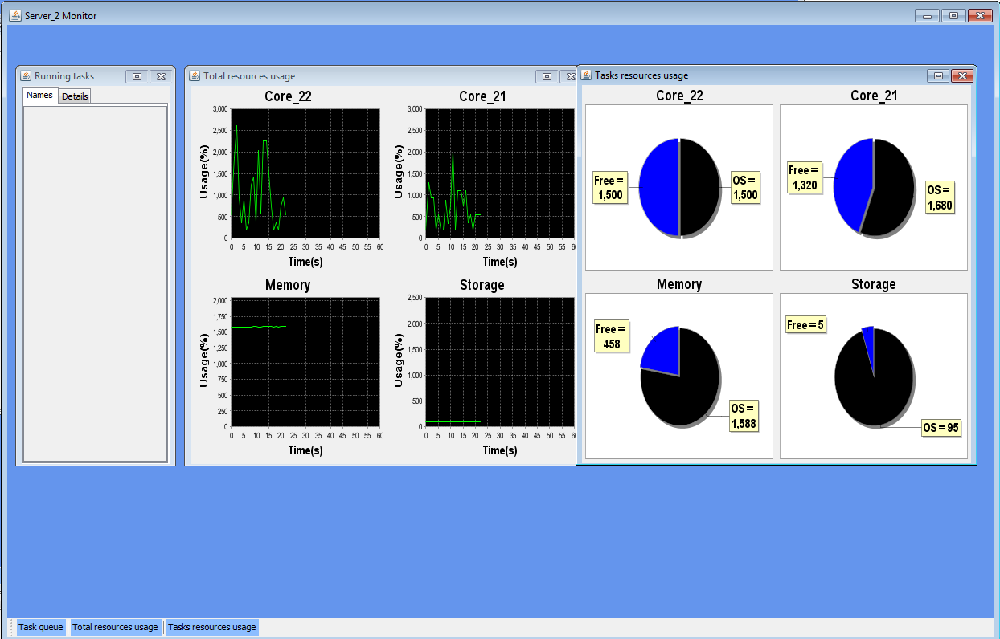 Server_2 Monitor
Running tasks
Names
Details
Total resources usage
Core_22
3,000
2,500
2,000
1,500
1,000
500
0
Usage(%)
0 5 10 15 20 25 30 35 40 45 50 55 60
Time(s)
Core_21
3,000
2,500
2,000
1,500
1,000
500
0
Usage(%)
0 5 10 15 20 25 30 35 40 45 50 55
Time(s)
Memory
2,000
1,750
1,500
1,250
1,000
750
500
250
0
Usage(%)
0 5 10 15 20 25 30 35 40 45 50 55 60
Time(s)
Storage
2,500
2,000
1,500
1,000
500
0
Usage(%)
0 5 10 15 20 25 30 35 40 45 50 55
Time(s)
Tasks resources usage
Core_22
Free =
1,500
OS =
1,500
Core_21
Free =
1,320
OS =
1,680
Memory
Free =
458
OS =
1,588
Storage
Free = 5
OS = 95
Task queue
Total resources usage
Tasks resources usage